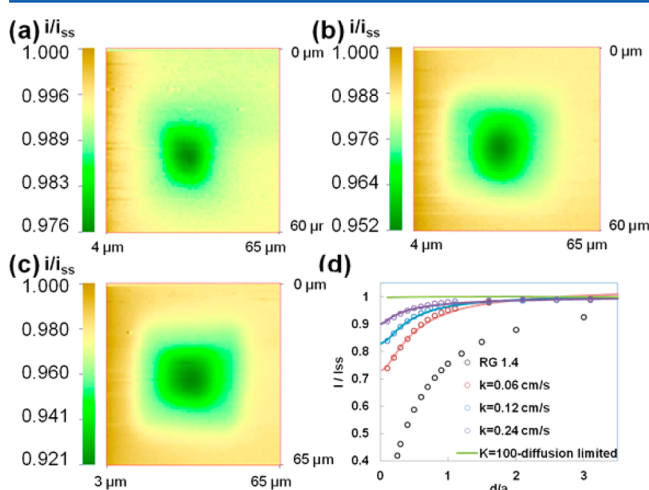 (a) i/iss
1.000
0.996
0.989
0.983
0.976
0 µm
60 µr
4 µm
65 µm
(b) i/iss
1.000
0.988
0.976
0.964
0.952
0 µm
60 µm
4 µm
65 µm
(c) i/iss
1.000
0.980
0.960
0.941
0.921
0 µm
65 µm
3 µm
65 µm
(d)
I / Iss
1
0.9
0.8
0.7
0.6
0.5
0.4
RG 1.4
k=0.06 cm/s
k=0.12 cm/s
k=0.24 cm/s
K=100-diffusion limited
0
1
2
3
d/a